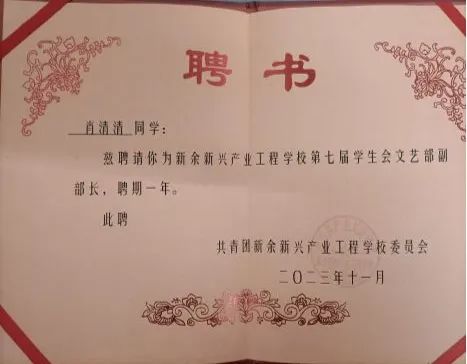 聘书
肖清清 同学：
兹聘请你为新余新兴产业工程学校第七届学生会文艺部副
部长，聘期一年。
此聘
共青团新余新兴产业工程学校委员会
二〇二三年十一月